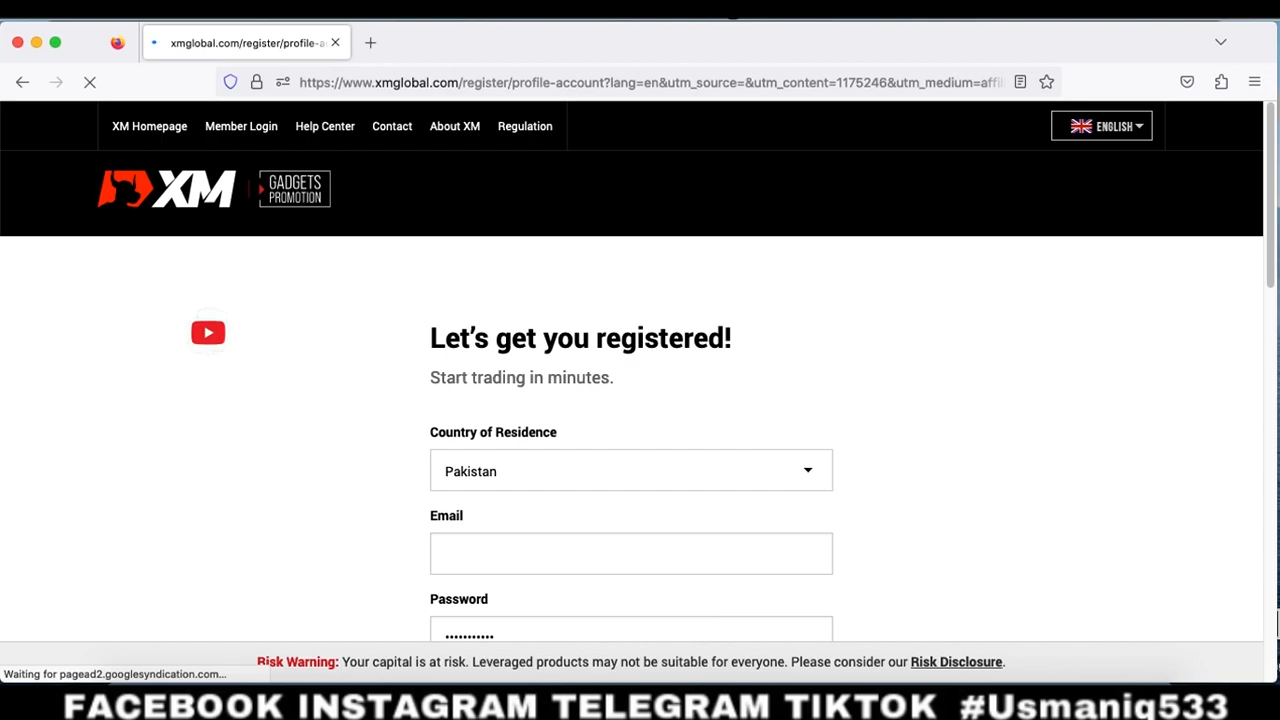 xmglobal.com/register/profile-a
https://www.xmglobal.com/register/profile-account?lang=en&utm_source=&utm_content=1175246&utm_medium=affi
XM Homepage Member Login Help Center Contact About XM Regulation
ENGLISH
XM GADGETS
PROMOTION
Let's get you registered!
Start trading in minutes.
Country of Residence
Pakistan
Email
Password
•••••••••••
Risk Warning: Your capital is at risk. Leveraged products may not be suitable for everyone. Please consider our Risk Disclosure.
Waiting for pagead2.googlesyndication.com...
FACEBOOK INSTAGRAM TELEGRAM TIKTOK #Usmaniq533